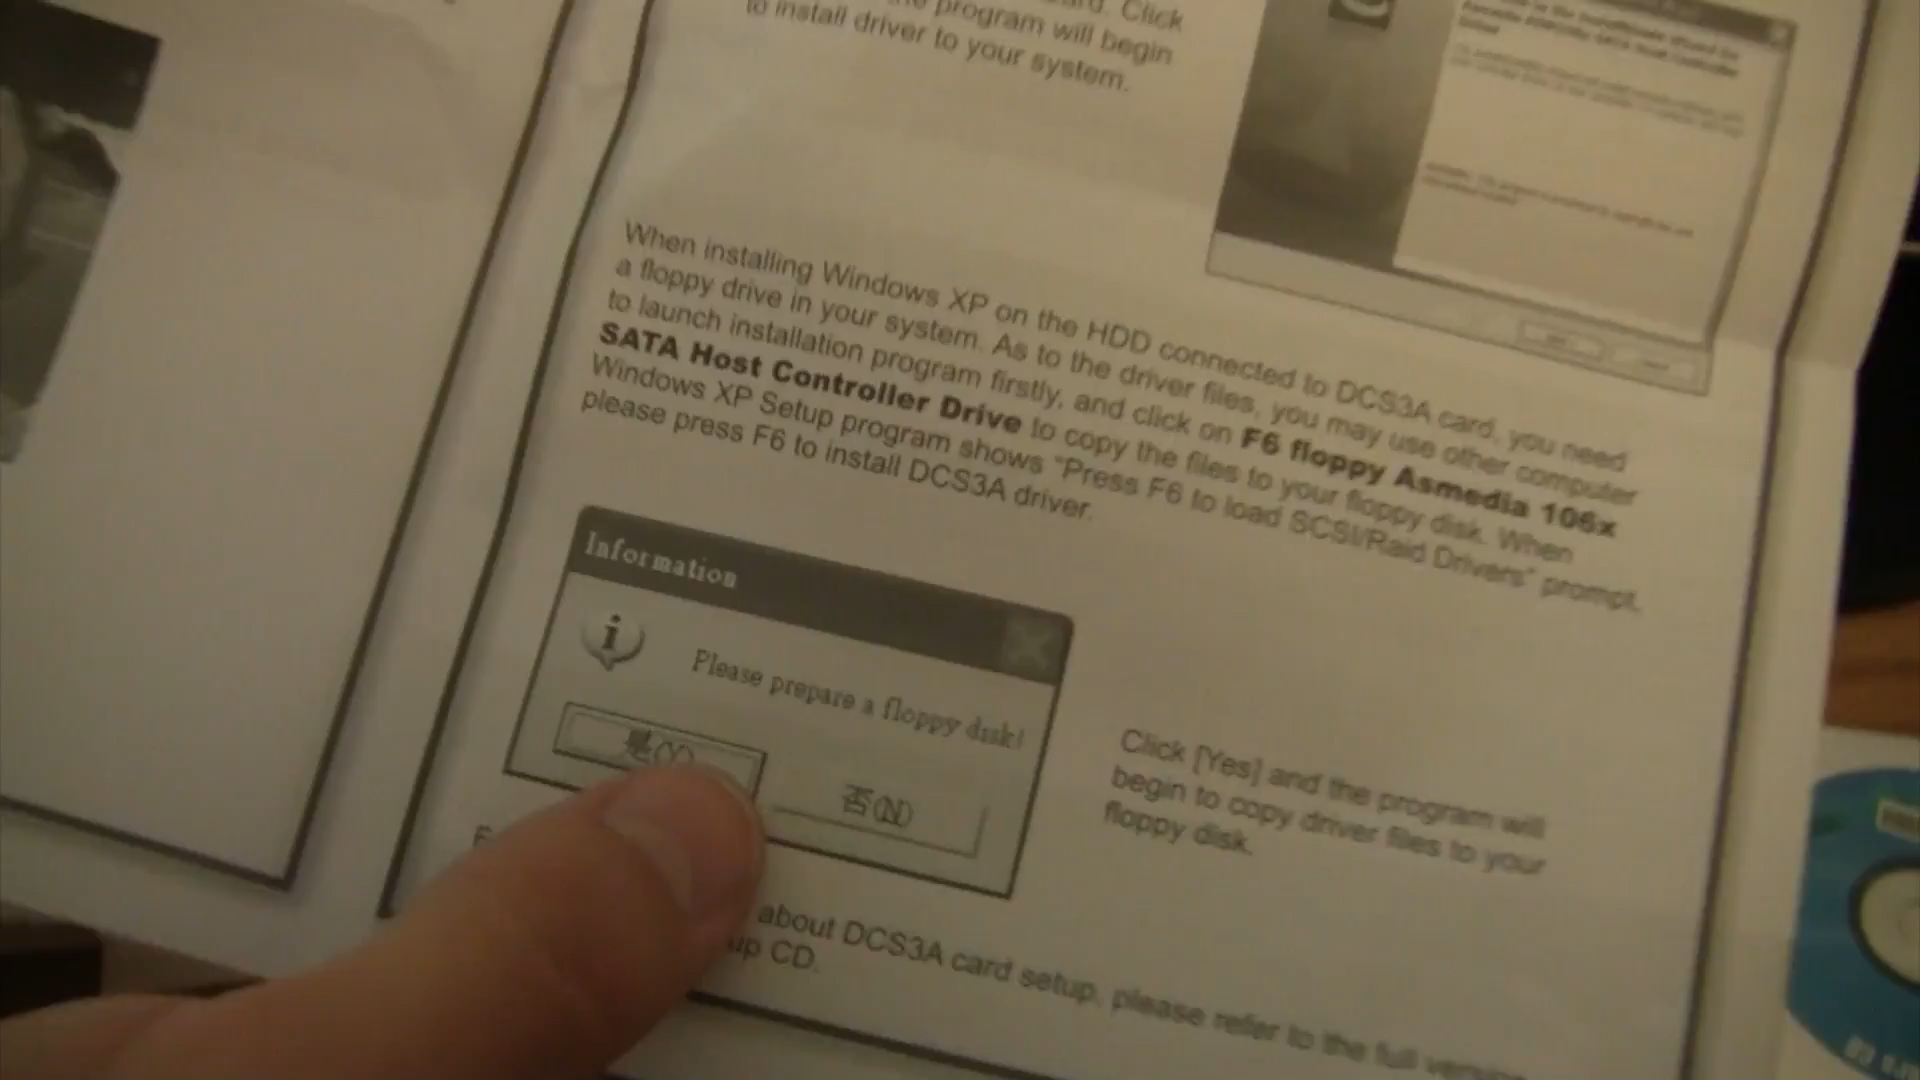 Click
program will begin
to install driver to your system.
When installing Windows XP on the HDD connected to DCS3A card, you need
a floppy drive in your system. As to the driver files, you may use other computer
to launch installation program firstly, and click on F6 floppy Asmedia 106x
SATA Host Controller Drive to copy the files to your floppy disk. When
Windows XP Setup program shows "Press F6 to load SCSI/Raid Drivers" prompt,
please press F6 to install DCS3A driver.
Information
Please prepare a floppy disk!
是(Y)
否(N)
Click [Yes] and the program will
begin to copy driver files to your
floppy disk.
about DCS3A card setup, please refer to the full version
up CD.